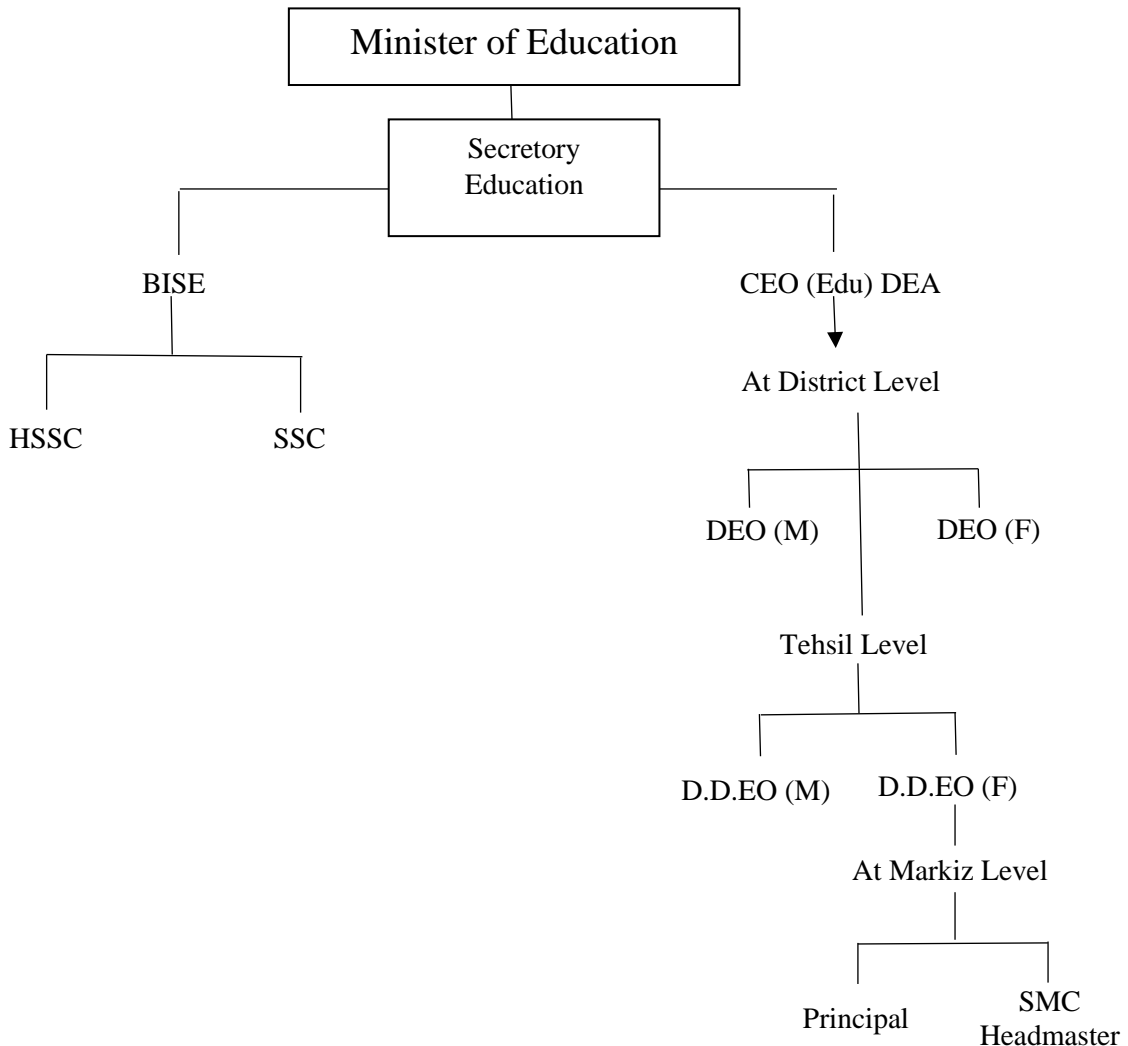 Minister of Education
Secretory
Education
BISE
CEO (Edu) DEA
At District Level
HSSC
SSC
DEO (M)
DEO (F)
Tehsil Level
D.D.EO (M)
D.D.EO (F)
At Markiz Level
Principal
SMC
Headmaster